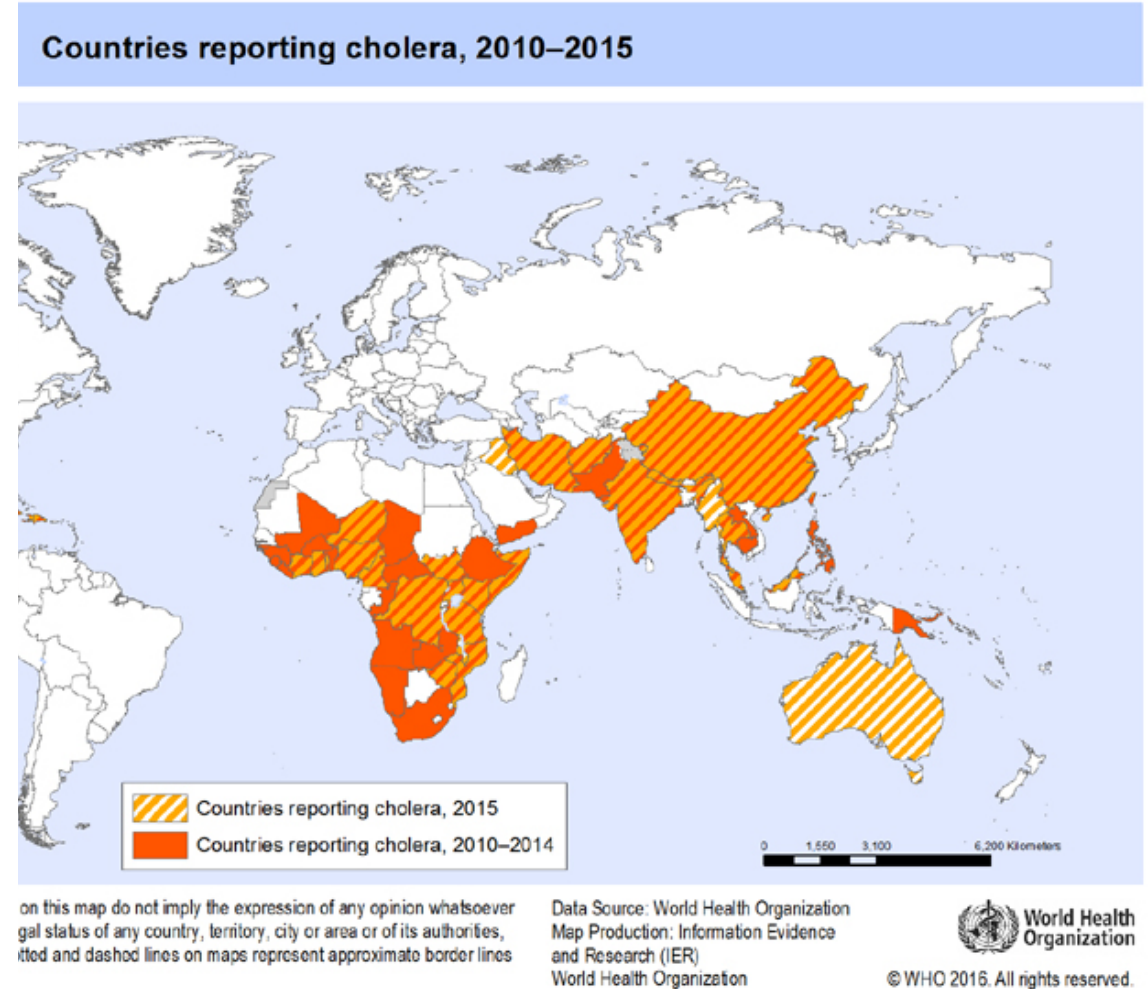 Countries reporting cholera, 2010–2015
Countries reporting cholera, 2015
Countries reporting cholera, 2010–2014
0 1,550 3,100 6,200 Kilometers
on this map do not imply the expression of any opinion whatsoever
gal status of any country, territory, city or area or of its authorities,
tted and dashed lines on maps represent approximate border lines
Data Source: World Health Organization
Map Production: Information Evidence
and Research (IER)
World Health Organization
World Health
Organization
© WHO 2016. All rights reserved.